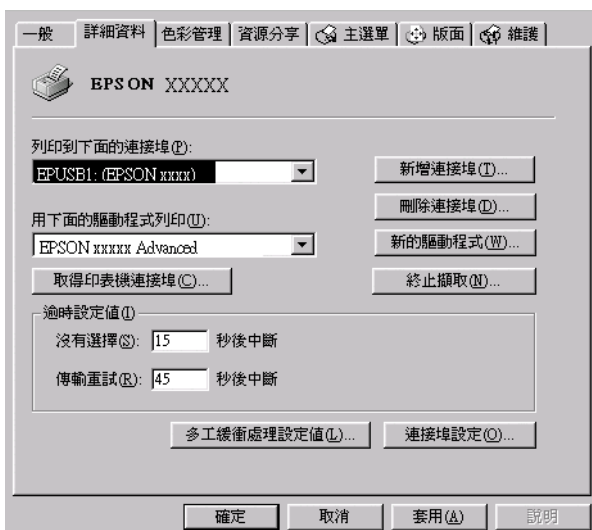 一般 詳細資料 色彩管理 資源分享 主選單 版面 維護
EPSON XXXXX
列印到下面的連接埠(P):
EPUSB1: (EPSON xxxx) 新增連接埠(T)...
刪除連接埠(D)...
用下面的驅動程式列印(U):
EPSON xxxxx Advanced 新的驅動程式(W)...
取得印表機連接埠(C)... 終止擷取(N)...
逾時設定值(I)
沒有選擇(S): 15 秒後中斷
傳輸重試(R): 45 秒後中斷
多工緩衝處理設定值(L)... 連接埠設定(O)...
確定 取消 套用(A) 說明